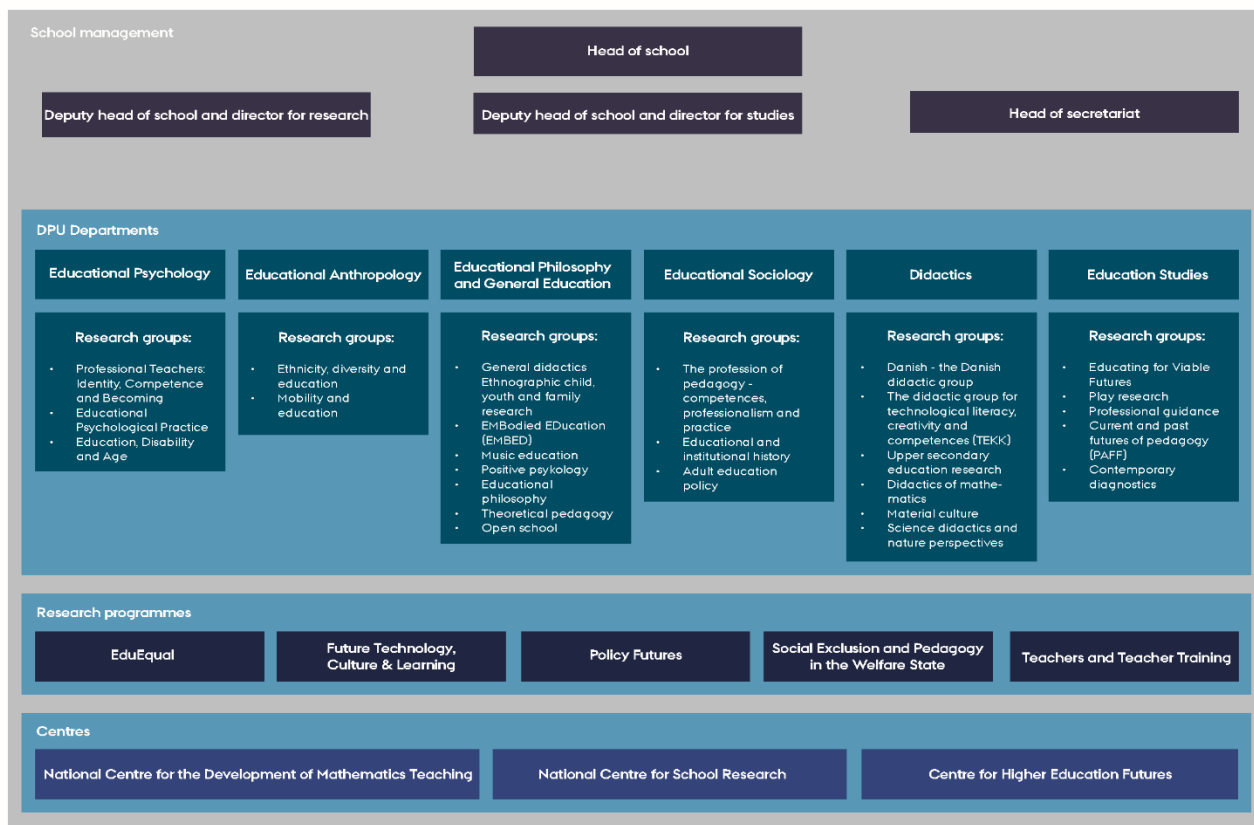 School management
Head of school
Deputy head of school and director for research
Deputy head of school and director for studies
Head of secretariat
DPU Departments
Educational Psychology
Research groups:
• Professional Teachers:
Identity, Competence
and Becoming
• Educational
Psychological Practice
• Education, Disability
and Age
Educational Anthropology
Research groups:
• Ethnicity, diversity and
education
• Mobility and
education
Educational Philosophy
and General Education
Research groups:
• General didactics
Ethnographic child,
youth and family
research
• EMBodied EDucation
(EMBED)
• Music education
• Positive psykology
• Educational
philosophy
• Theoretical pedagogy
• Open school
Educational Sociology
Research groups:
• The profession of
pedagogy -
competences,
professionalism and
practice
• Educational and
institutional history
• Adult education
policy
Didactics
Research groups:
• Danish - the Danish
didactic group
• The didactic group for
technological literacy,
creativity and
competences (TEKK)
• Upper secondary
education research
• Didactics of mathe-
matics
• Material culture
• Science didactics and
nature perspectives
Education Studies
Research groups:
• Educating for Viable
Futures
• Play research
• Professional guidance
• Current and past
futures of pedagogy
(PAFF)
• Contemporary
diagnostics
Research programmes
EduEqual
Future Technology,
Culture & Learning
Policy Futures
Social Exclusion and Pedagogy
in the Welfare State
Teachers and Teacher Training
Centres
National Centre for the Development of Mathematics Teaching
National Centre for School Research
Centre for Higher Education Futures